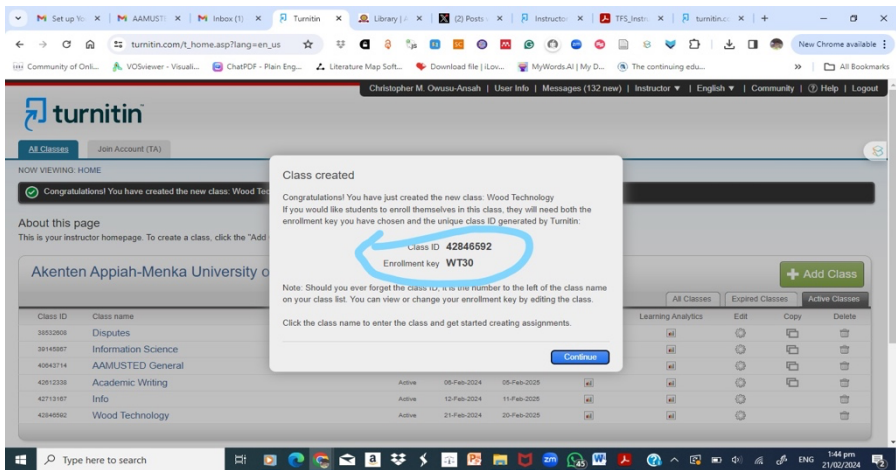 Set up Yo
AAMUST
Inbox (1)
Turnitin
Library | A
(2) Posts
Instructor
TFS_Instr
turnitin.c
turnitin.com/t_home.asp?lang=en_us
New Chrome available
Community of Onli...
VOSviewer - Visuali...
ChatPDF - Plain Eng...
Literature Map Soft...
Download file | iLov...
MyWords.AI | My D...
The continuing edu...
All Bookmarks
Christopher M. Owusu-Ansah | User Info | Messages (132 new) | Instructor ▼ | English ▼ | Community | Help | Logout
turnitin
All Classes
Join Account (TA)
NOW VIEWING: HOME
Congratulations! You have created the new class: Wood Tec
About this page
This is your instructor homepage. To create a class, click the "Add
Akenten Appiah-Menka University o
Add Class
All Classes
Expired Classes
Active Classes
Class ID Class name Learning Analytics Edit Copy Delete
38532608 Disputes
39145867 Information Science
40643714 AAMUSTED General
42612338 Academic Writing Active 05-Feb-2024 05-Feb-2025
42713187 Info Active 12-Feb-2024 11-Feb-2025
42846592 Wood Technology Active 21-Feb-2024 20-Feb-2025
Class created
Congratulations! You have just created the new class: Wood Technology
If you would like students to enroll themselves in this class, they will need both the
enrollment key you have chosen and the unique class ID generated by Turnitin:
Class ID 42846592
Enrollment key WT30
Note: Should you ever forget the class ID, it is the number to the left of the class name
on your class list. You can view or change your enrollment key by editing the class.
Click the class name to enter the class and get started creating assignments.
Continue
Type here to search
ENG
1:44 pm
21/02/2024